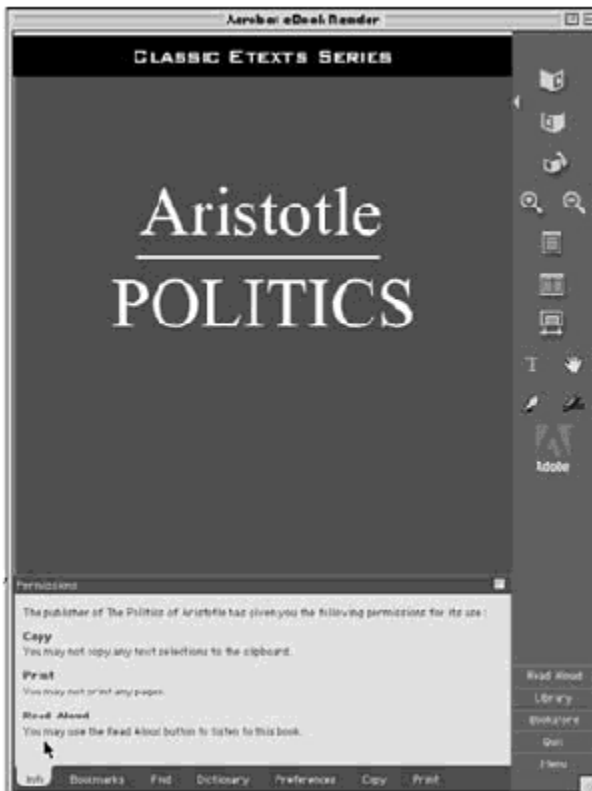 Acrobat eBook Reader
CLASSIC ETEXTS SERIES
Aristotle
POLITICS
Adobe
Permissions
The publisher of The Politics of Aristotle has given you the following permissions for its use:
Copy
You may not copy any text selections to the clipboard.
Print
You may not print any pages.
Read Aloud
You may use the Read Aloud button to listen to this book.
Read Aloud
Library
Bookstore
Quit
Menu
Info Bookmarks Find Dictionary Preferences Copy Print